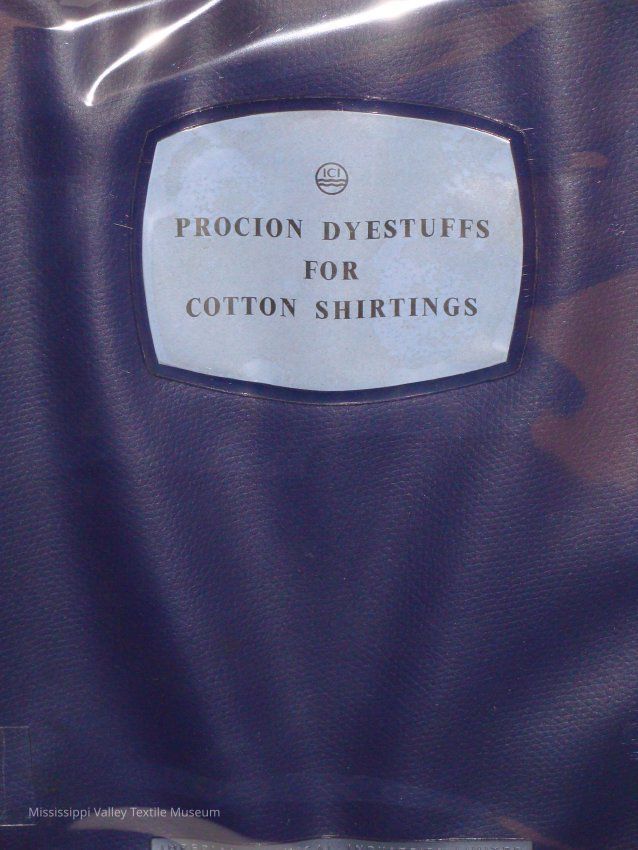 ICI
PROCION DYESTUFFS
FOR
COTTON SHIRTINGS
Mississippi Valley Textile Museum